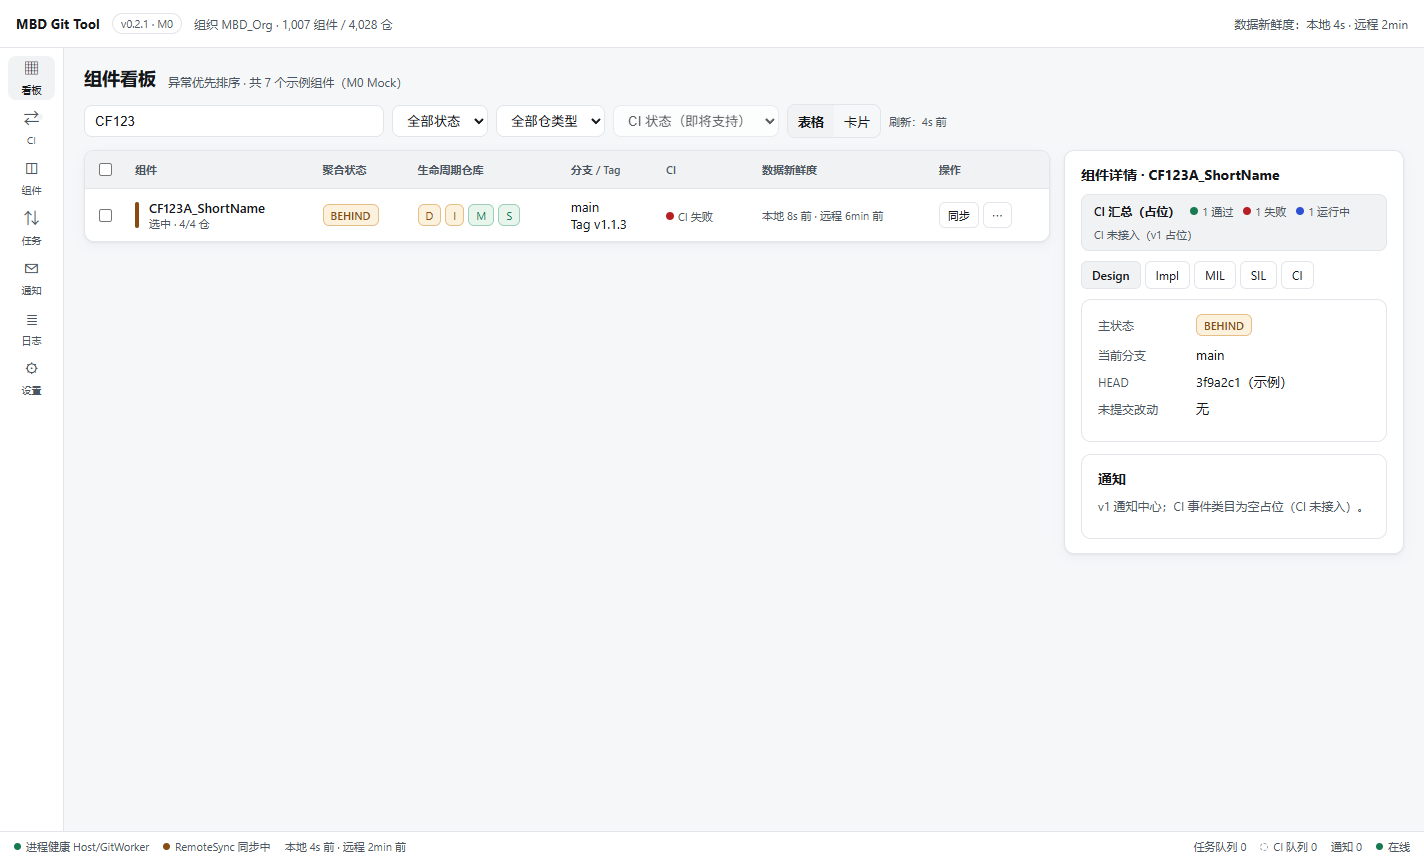 MBD Git Tool v0.2.1 · M0 组织 MBD_Org · 1,007 组件 / 4,028 仓 数据新鲜度：本地 4s · 远程 2min
看板
CI
组件
任务
通知
日志
设置
组件看板 异常优先排序 · 共 7 个示例组件（M0 Mock）
CF123 全部状态 全部仓类型 CI 状态（即将支持） 表格 卡片 刷新：4s 前
组件 聚合状态 生命周期仓库 分支 / Tag CI 数据新鲜度 操作
CF123A_ShortName
选中 · 4/4 仓
BEHIND
D I M S
main
Tag v1.1.3
CI 失败
本地 8s 前 · 远程 6min 前
同步 ···
组件详情 · CF123A_ShortName
CI 汇总（占位） 1 通过 1 失败 1 运行中
CI 未接入（v1 占位）
Design Impl MIL SIL CI
主状态 BEHIND
当前分支 main
HEAD 3f9a2c1（示例）
未提交改动 无
通知
v1 通知中心；CI 事件类目为空占位（CI 未接入）。
进程健康 Host/GitWorker RemoteSync 同步中 本地 4s 前 · 远程 2min 前 任务队列 0 CI 队列 0 通知 0 在线